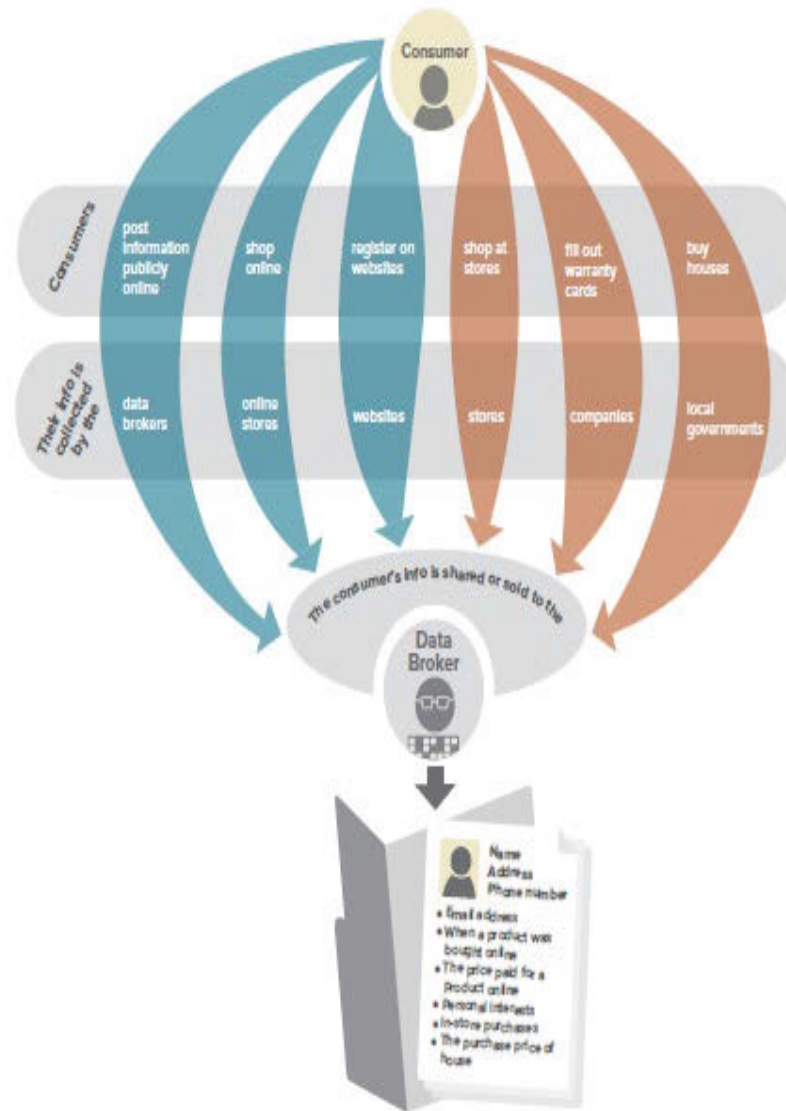 Consumer
Consumers
post
information
publicly
online
shop
online
register on
websites
shop at
stores
fill out
warranty
cards
buy
houses
Their info is
collected
by the
data
brokers
online
stores
websites
stores
companies
local
governments
The consumer's info is shared or sold to the
Data
Broker
Name
Address
Phone number
• Email address
• When a product was
bought online
• The price paid for a
Product online
• Personal interests
• In-store purchases
• The purchase price of
house